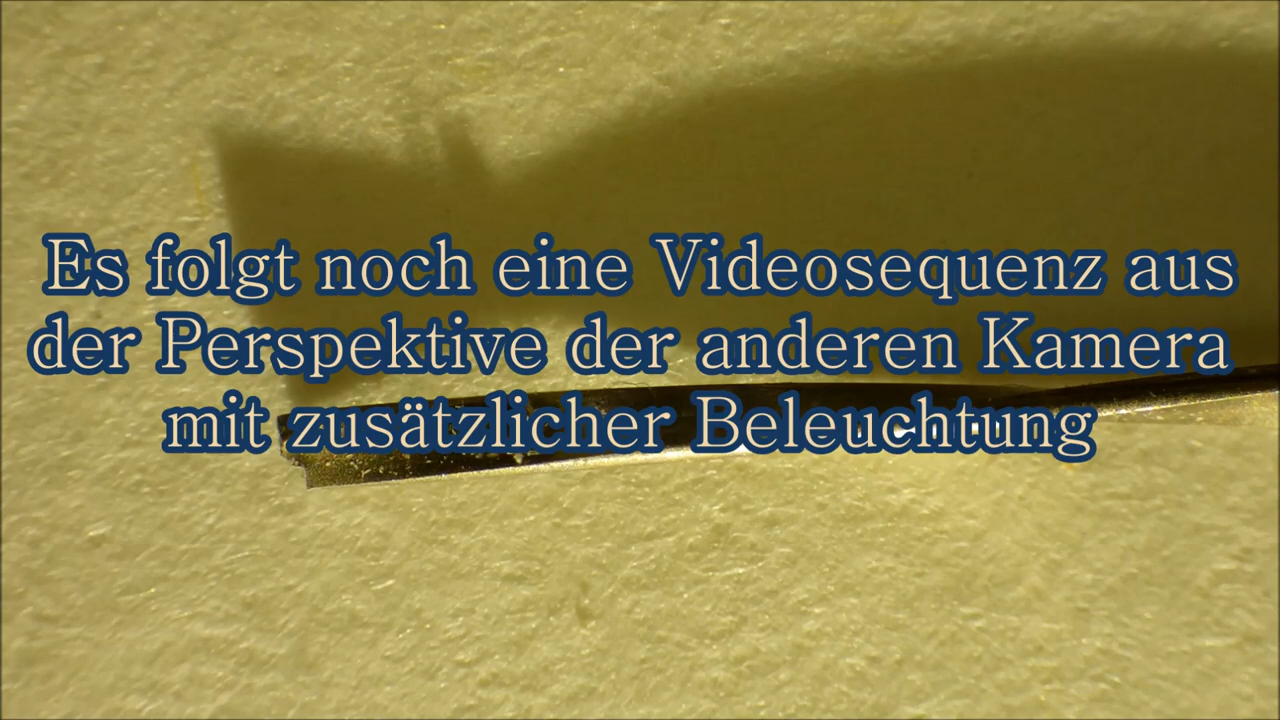 Es folgt noch eine Videosequenz aus
der Perspektive der anderen Kamera
mit zusätzlicher Beleuchtung